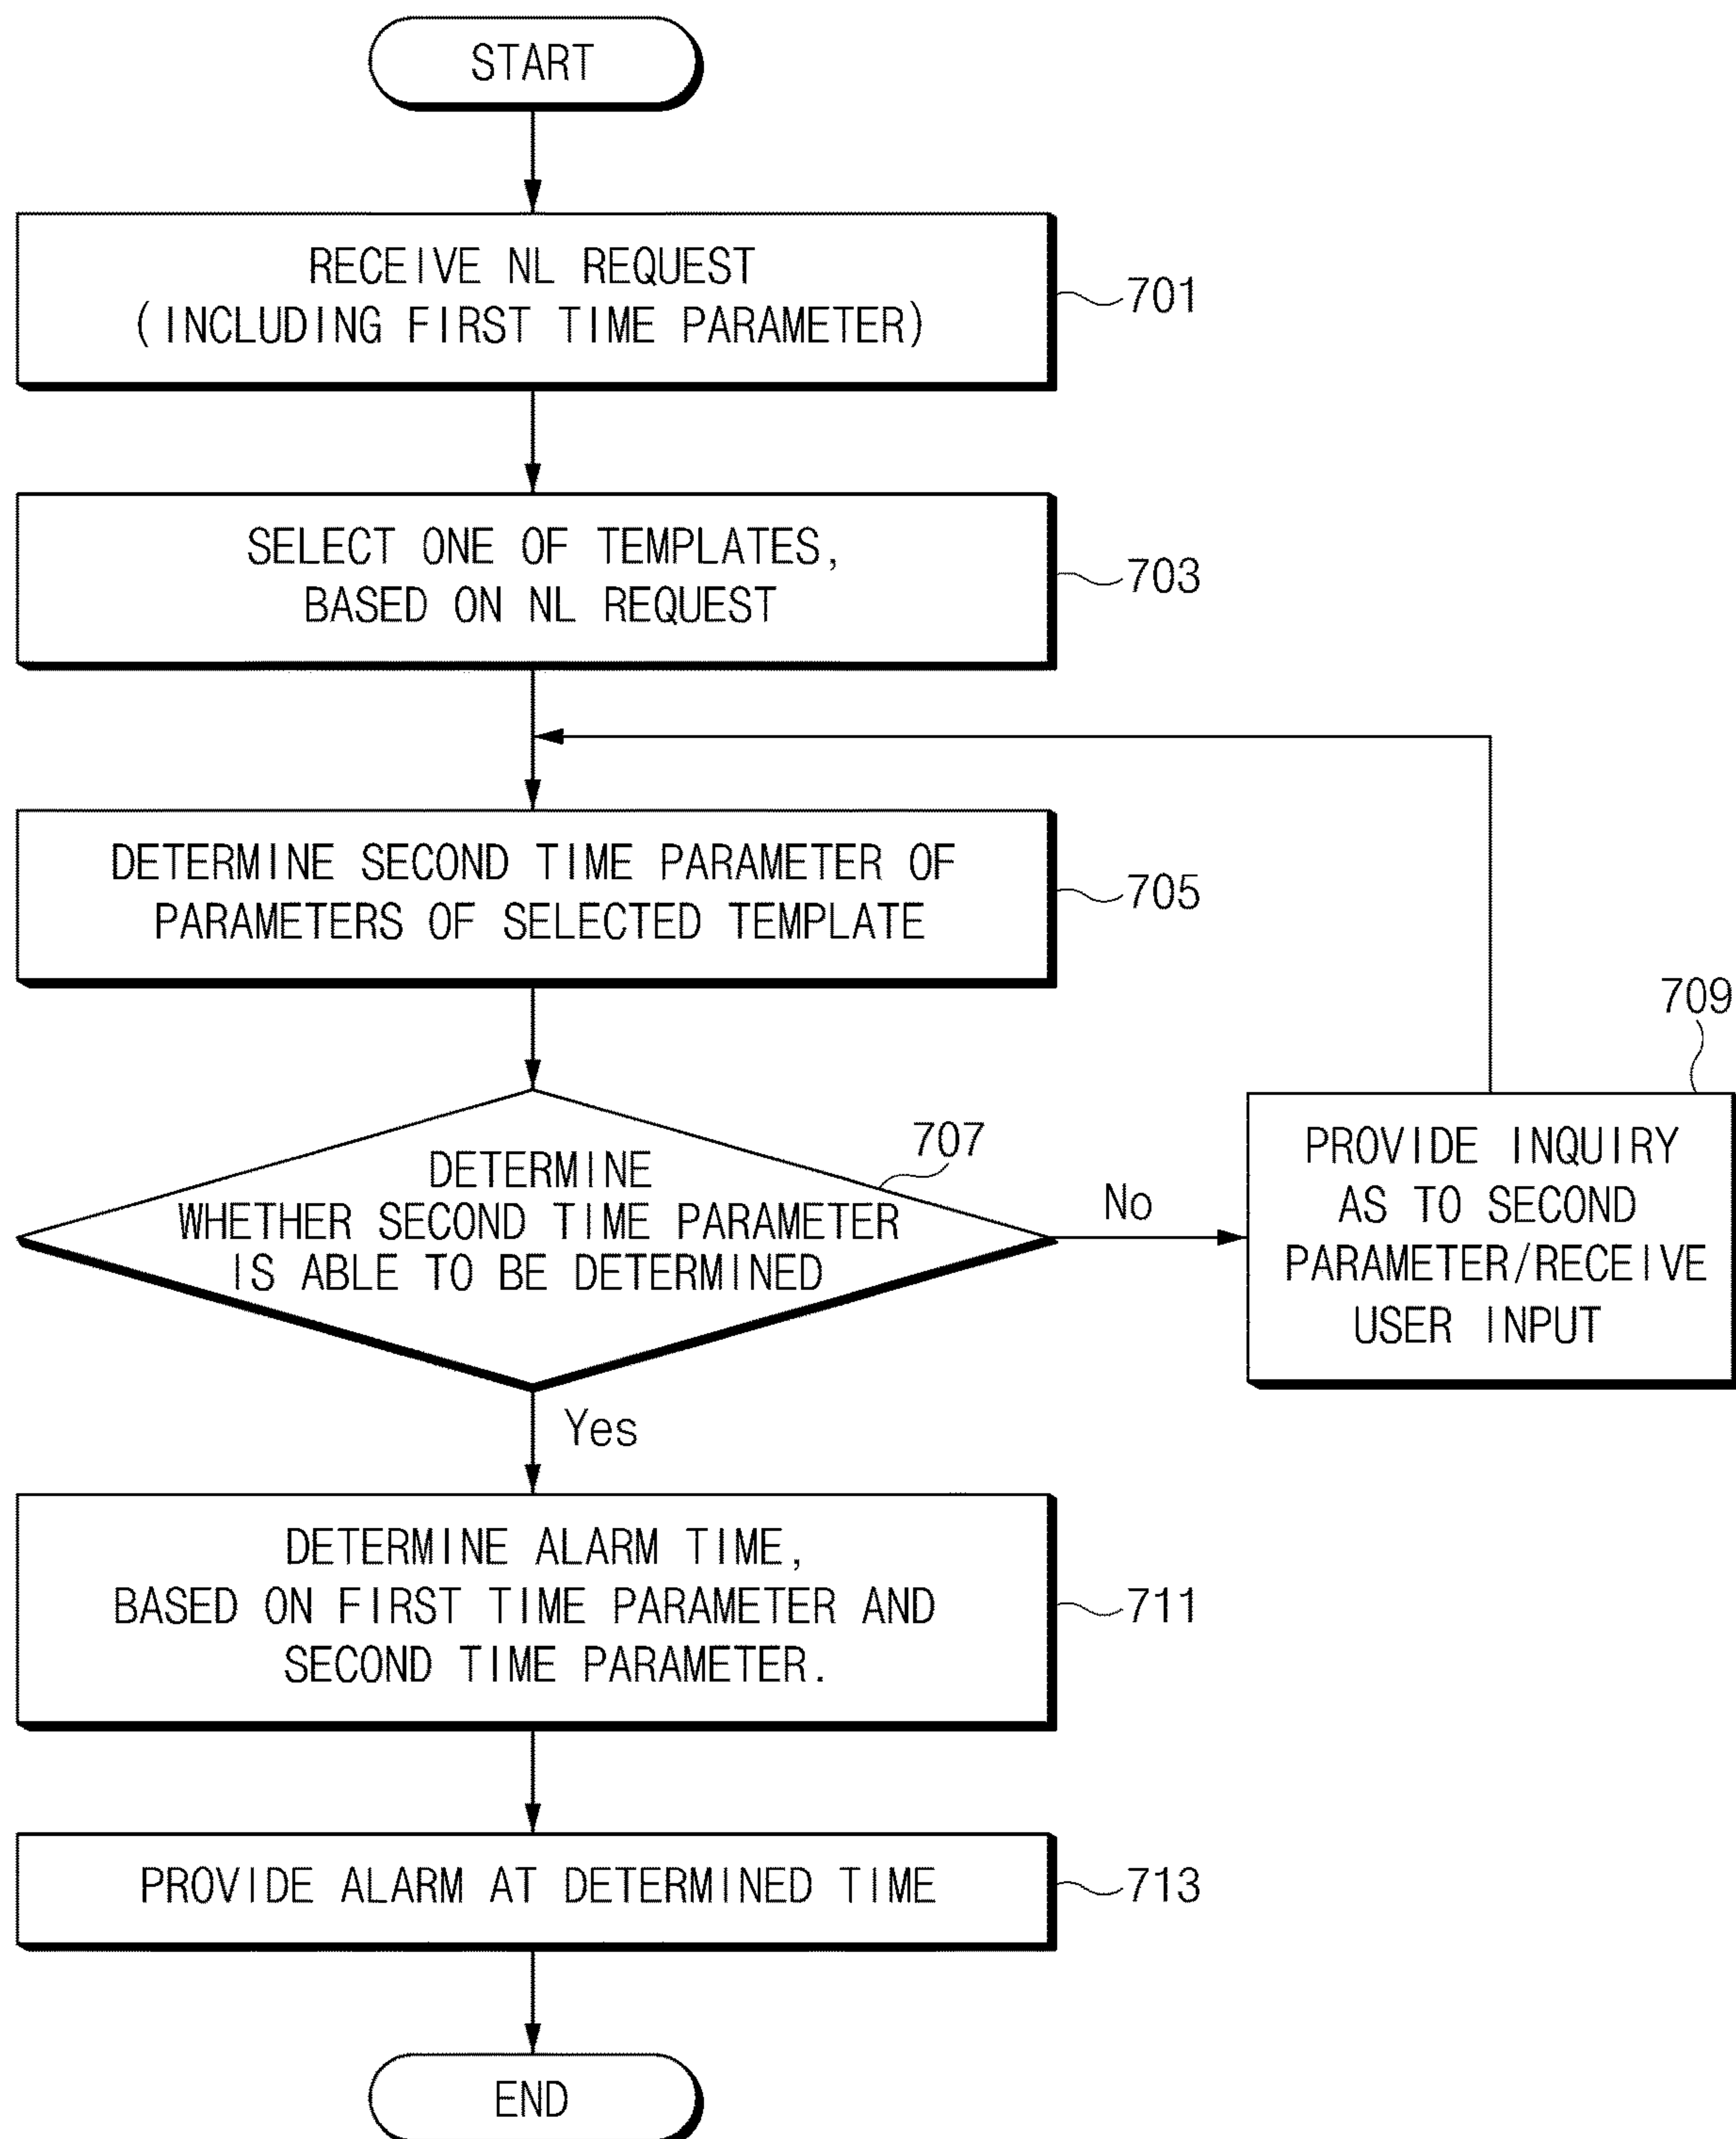 START
RECEIVE NL REQUEST
(INCLUDING FIRST TIME PARAMETER)
701
SELECT ONE OF TEMPLATES,
BASED ON NL REQUEST
703
DETERMINE SECOND TIME PARAMETER OF
PARAMETERS OF SELECTED TEMPLATE
705
707
DETERMINE
WHETHER SECOND TIME PARAMETER
IS ABLE TO BE DETERMINED
No
709
PROVIDE INQUIRY
AS TO SECOND
PARAMETER/RECEIVE
USER INPUT
Yes
DETERMINE ALARM TIME,
BASED ON FIRST TIME PARAMETER AND
SECOND TIME PARAMETER.
711
PROVIDE ALARM AT DETERMINED TIME
713
END